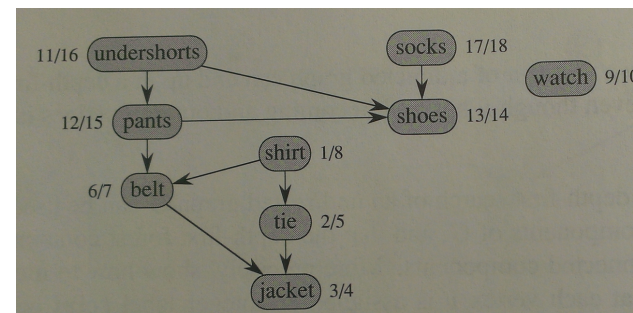 11/16 undershorts socks 17/18
watch 9/10
12/15 pants shoes 13/14
shirt 1/8
6/7 belt
tie 2/5
jacket 3/4